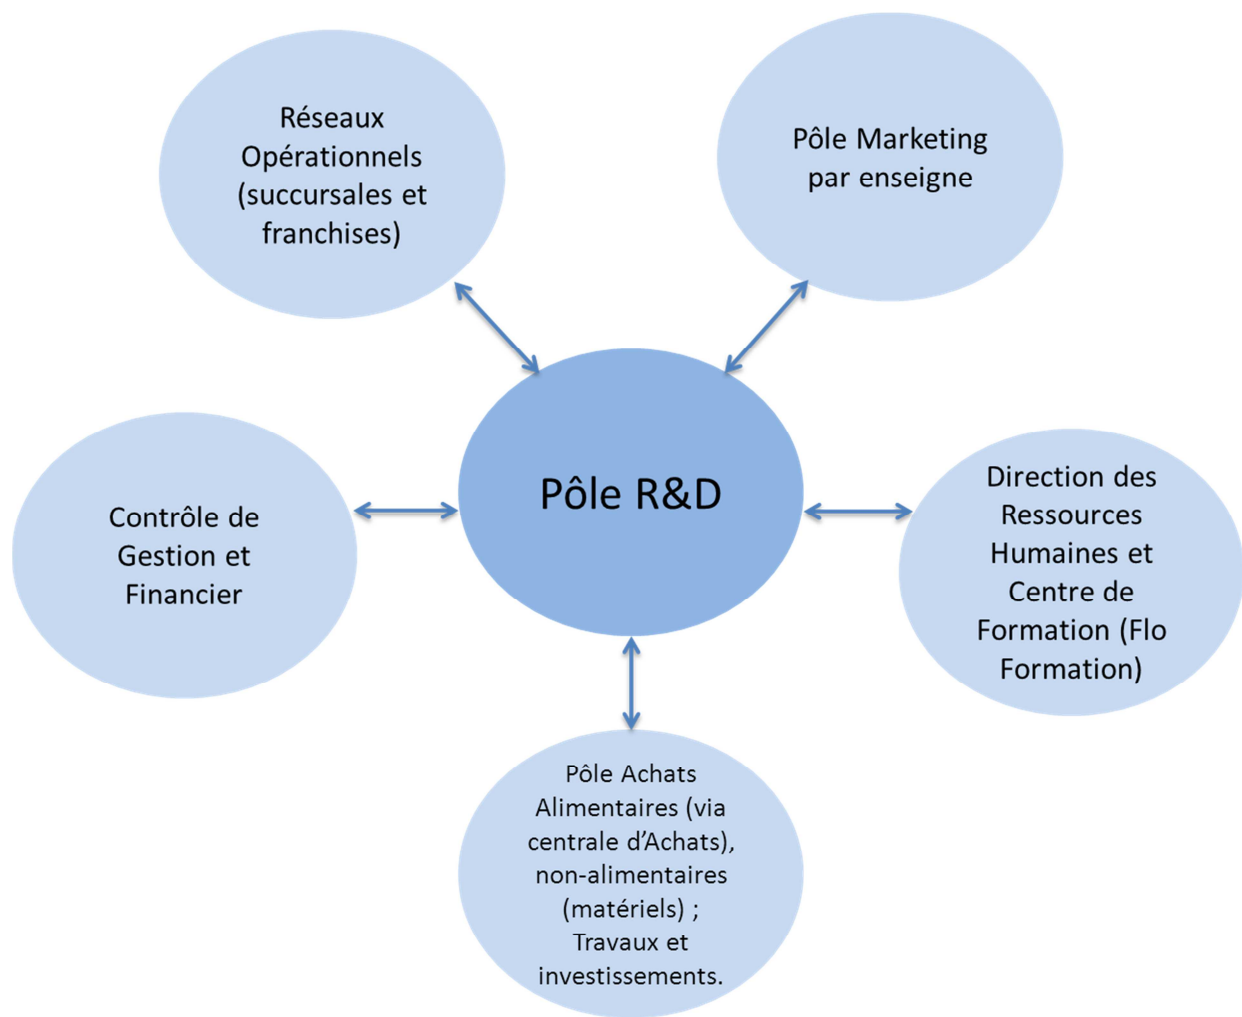 Réseaux
Opérationnels
(succursales et
franchises)
Pôle Marketing
par enseigne
Pôle R&D
Contrôle de
Gestion et
Financier
Direction des
Ressources
Humaines et
Centre de
Formation (Flo
Formation)
Pôle Achats
Alimentaires (via
centrale d’Achats),
non-alimentaires
(matériels) ;
Travaux et
investissements.